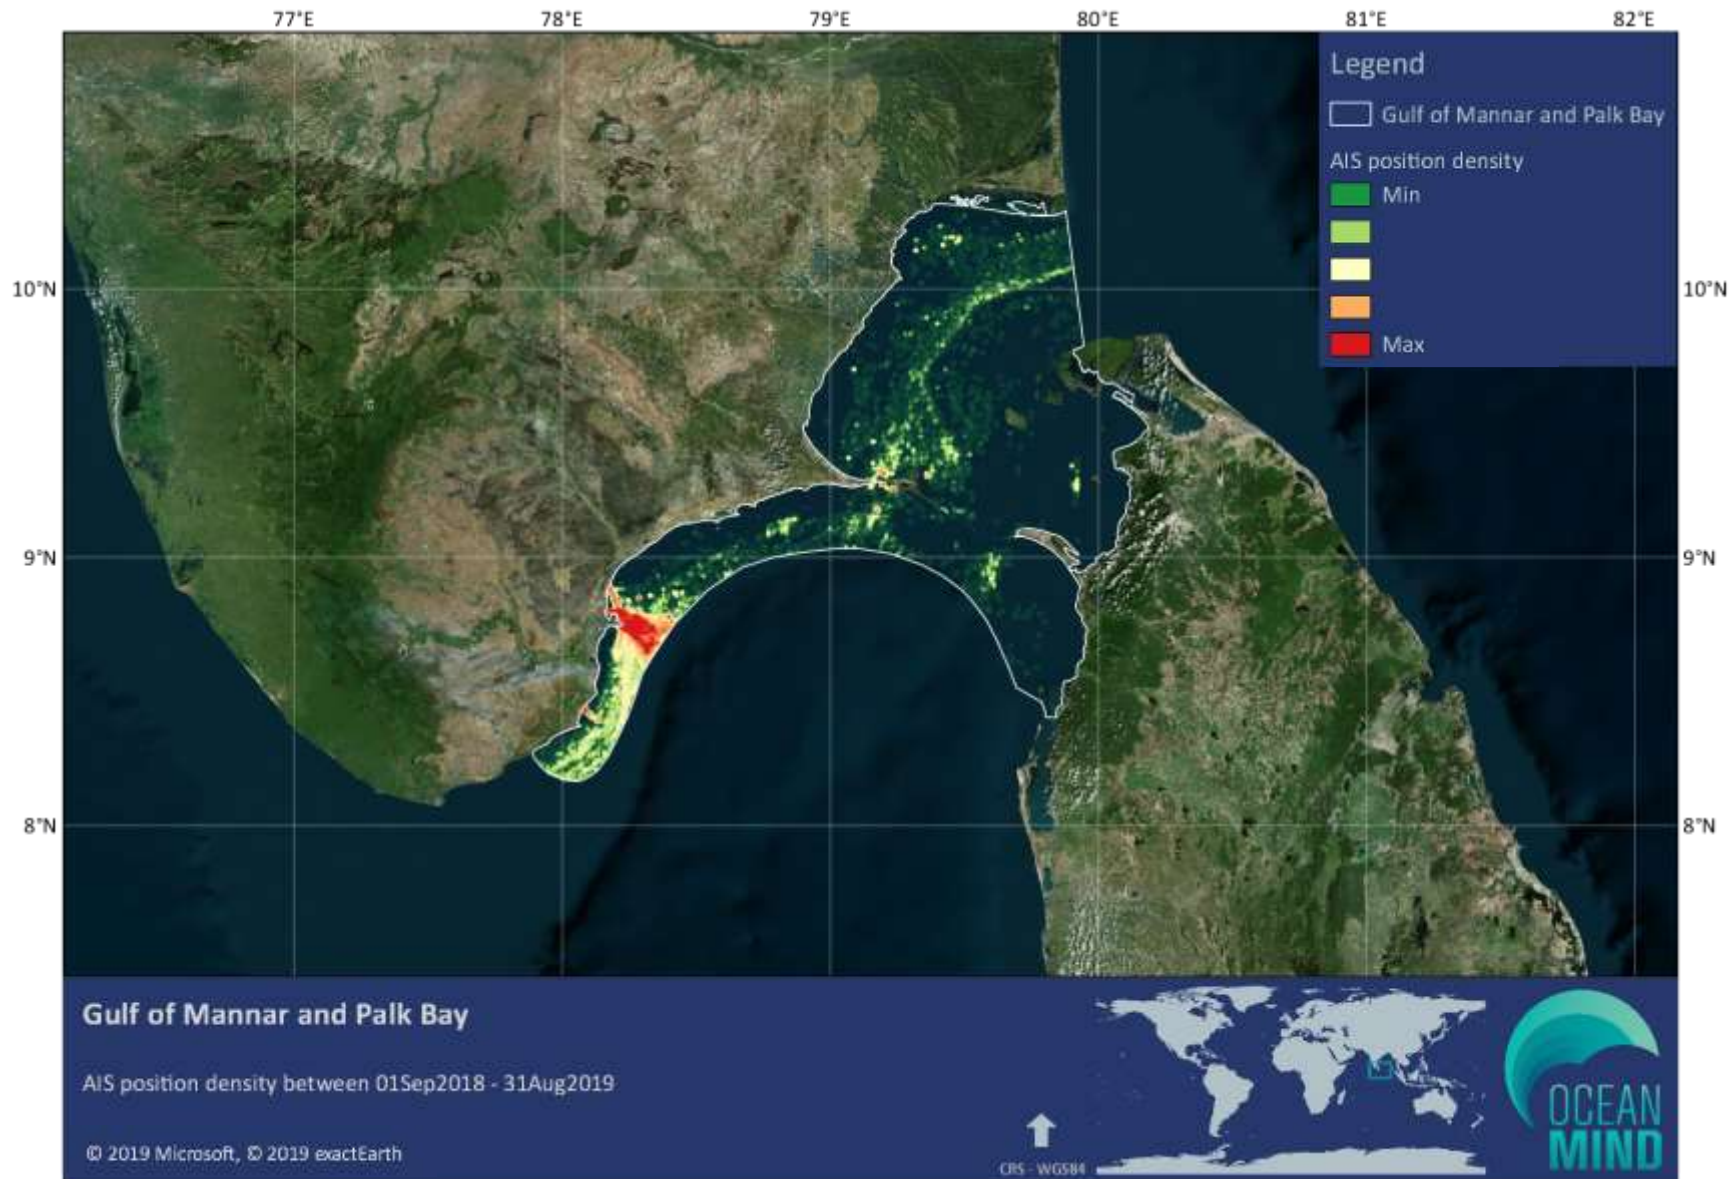 77°E 78°E 79°E 80°E 81°E 82°E
Legend
Gulf of Mannar and Palk Bay
AIS position density
Min
Max
10°N 10°N
9°N 9°N
8°N 8°N
Gulf of Mannar and Palk Bay
AIS position density between 01Sep2018 - 31Aug2019
© 2019 Microsoft, © 2019 exactEarth
CRS - WGS84
OCEAN
MIND